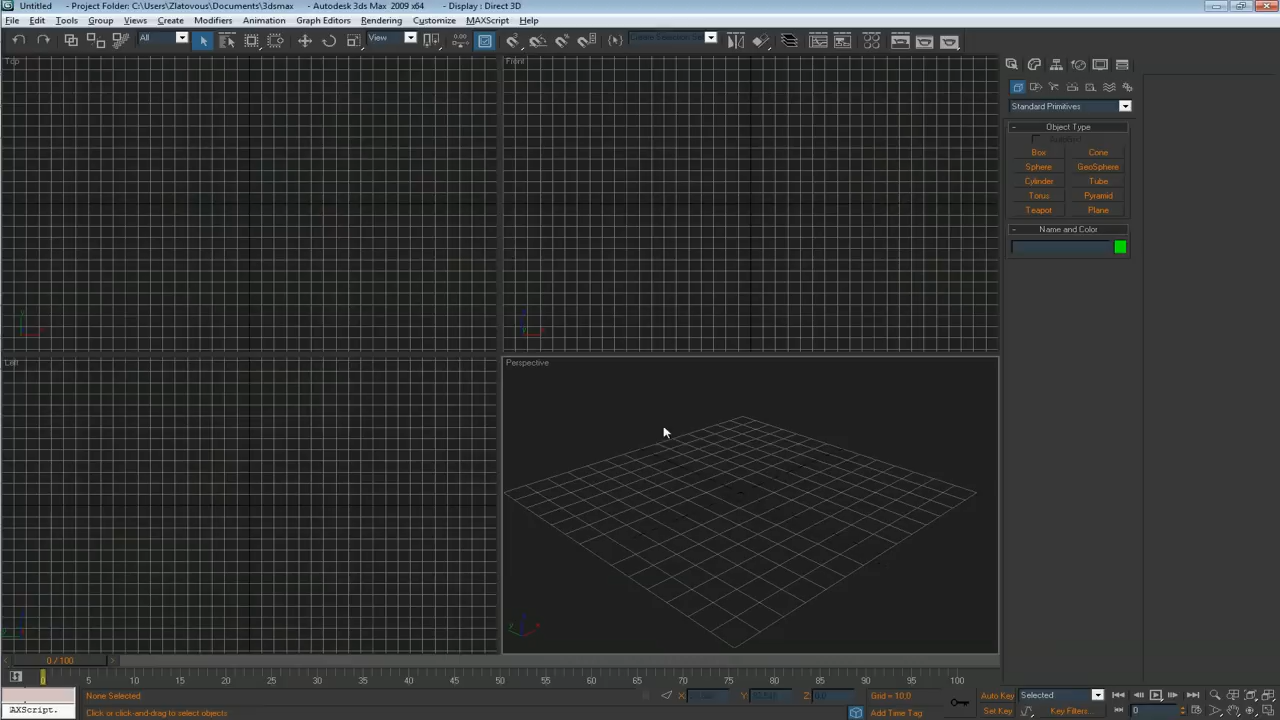 Untitled - Project Folder: C:\Users\Zlatovous\Documents\3dsmax - Autodesk 3ds Max 2009 x64 - Display : Direct 3D
File Edit Tools Group Views Create Modifiers Animation Graph Editors Rendering Customize MAXScript Help
All View
Top Front
Standard Primitives
Object Type
Box Cone
Sphere GeoSphere
Cylinder Tube
Torus Pyramid
Teapot Plane
Name and Color
Left Perspective
0 / 100
0 5 10 15 20 25 30 35 40 45 50 55 60 65 70 75 80 85 90 95 100
None Selected X: Y: Z: Grid = 10,0 Auto Key Selected
AXScript. Click or click-and-drag to select objects Add Time Tag Set Key Key Filters... 0